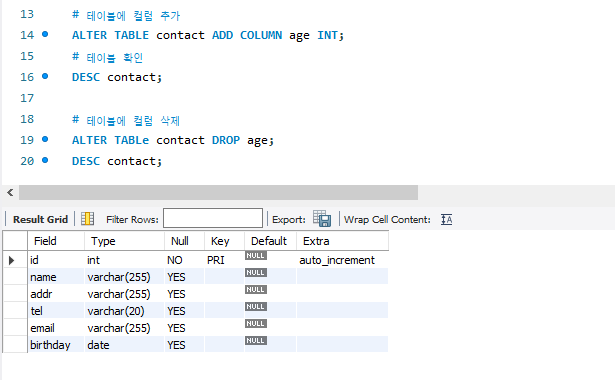 13 # 테이블에 컬럼 추가
14 ALTER TABLE contact ADD COLUMN age INT;
15 # 테이블 확인
16 DESC contact;
17
18 # 테이블에 컬럼 삭제
19 ALTER TABLe contact DROP age;
20 DESC contact;
Result Grid Filter Rows: Export: Wrap Cell Content: IA
Field Type Null Key Default Extra
id int NO PRI NULL auto_increment
name varchar(255) YES NULL
addr varchar(255) YES NULL
tel varchar(20) YES NULL
email varchar(255) YES NULL
birthday date YES NULL